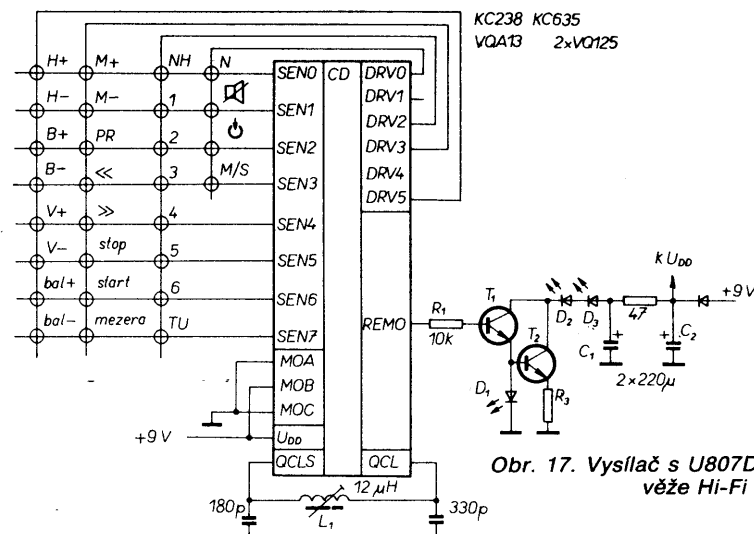 KC238 KC635
VQA13 2xVQ125
H+ M+ NH N SEN0 CD DRV0
H- M- 1 SEN1 DRV1
B+ PR 2 SEN2 DRV2
B- << 3 M/S SEN3 DRV3
V+ >> 4 SEN4 DRV4
V- stop 5 SEN5 DRV5
bal+ start 6 SEN6
bal- mezera TU SEN7 REMO
R1
10k
T1
T2
D1
D2 D3
R3
47
C1
C2
2×220µ
k UDD
+9V
MOA
MOB
MOC
+9V UDD
QCLS QCL
180p 12 µH 330p
L1
Obr. 17. Vysílač s U807D
věže Hi-Fi